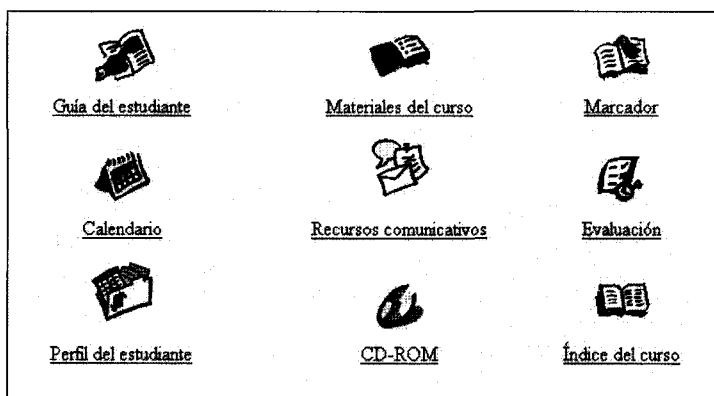 Guía del estudiante
Materiales del curso
Marcador
Calendario
Recursos comunicativos
Evaluación
Perfil del estudiante
CD-ROM
Índice del curso